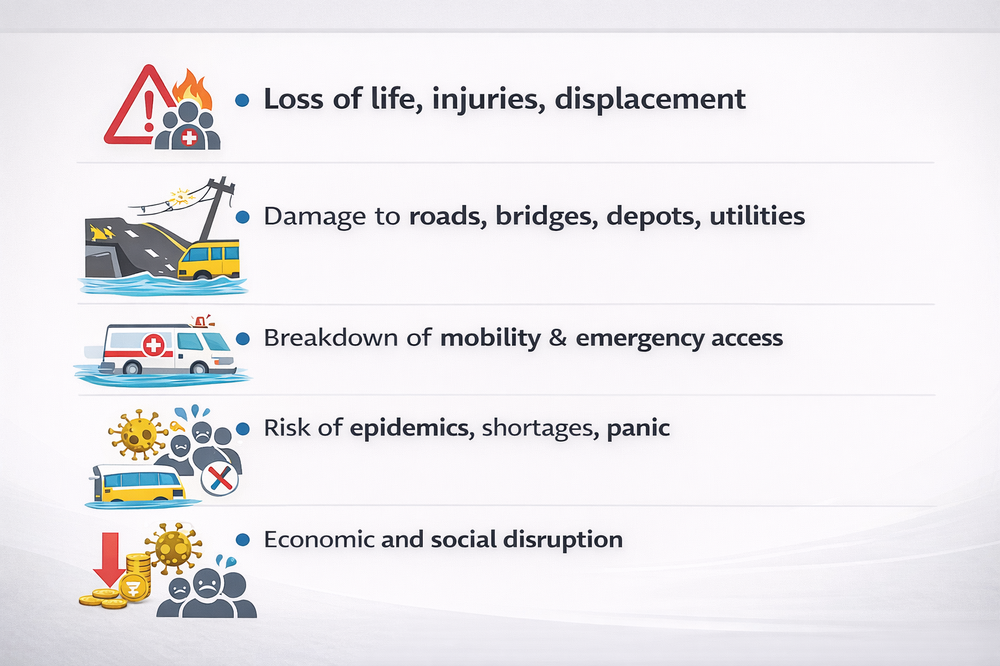 Loss of life, injuries, displacement
Damage to roads, bridges, depots, utilities
Breakdown of mobility & emergency access
Risk of epidemics, shortages, panic
Economic and social disruption